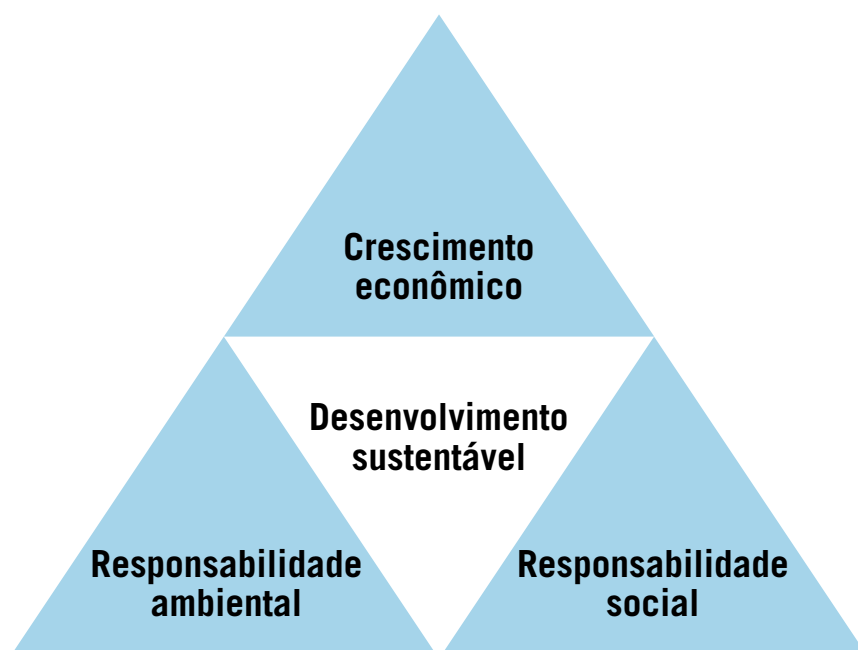 Crescimento
econômico
Desenvolvimento
sustentável
Responsabilidade
ambiental
Responsabilidade
social